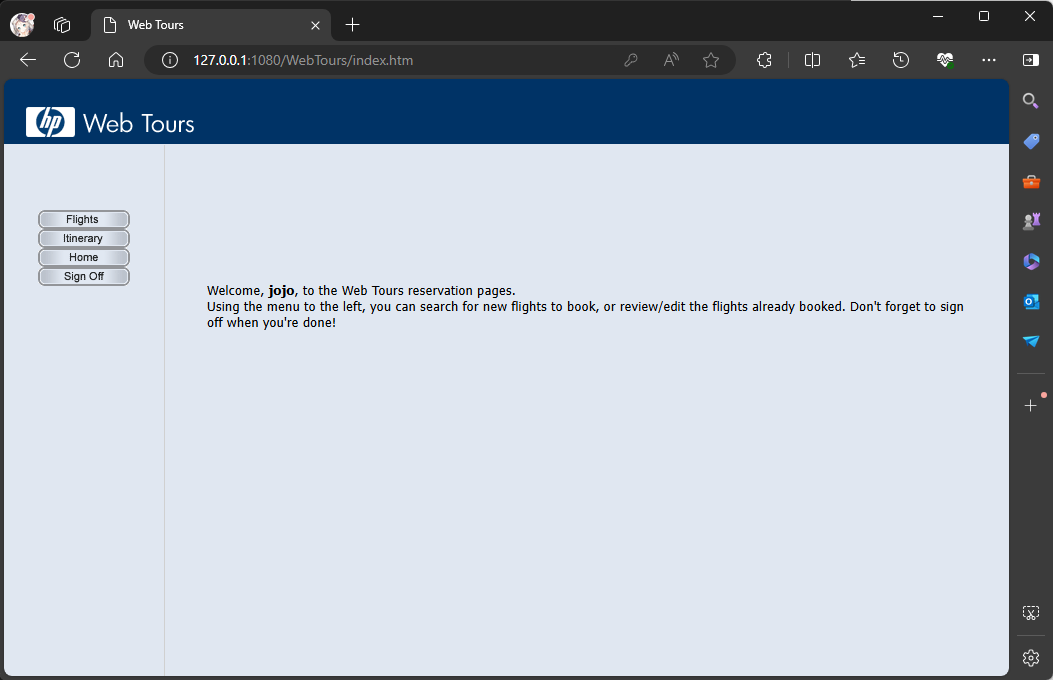 Web Tours
127.0.0.1:1080/WebTours/index.htm
hp Web Tours
Flights
Itinerary
Home
Sign Off
Welcome, jojo, to the Web Tours reservation pages.
Using the menu to the left, you can search for new flights to book, or review/edit the flights already booked. Don't forget to sign
off when you're done!